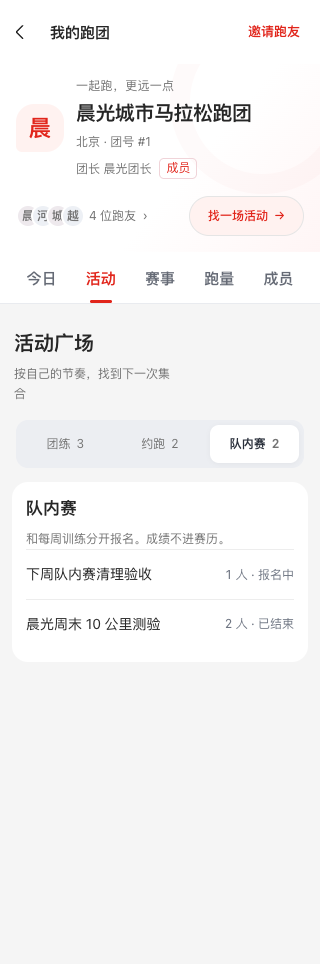 我的跑团
邀请跑友
一起跑，更远一点
晨
晨光城市马拉松跑团
北京 · 团号 #1
团长 晨光团长 成员
河 城 越 4 位跑友 ›
找一场活动 →
今日 活动 赛事 跑量 成员
活动广场
按自己的节奏，找到下一次集
合
团练 3 约跑 2 队内赛 2
队内赛
和每周训练分开报名。成绩不进赛历。
下周队内赛清理验收 1 人 · 报名中
晨光周末 10 公里测验 2 人 · 已结束